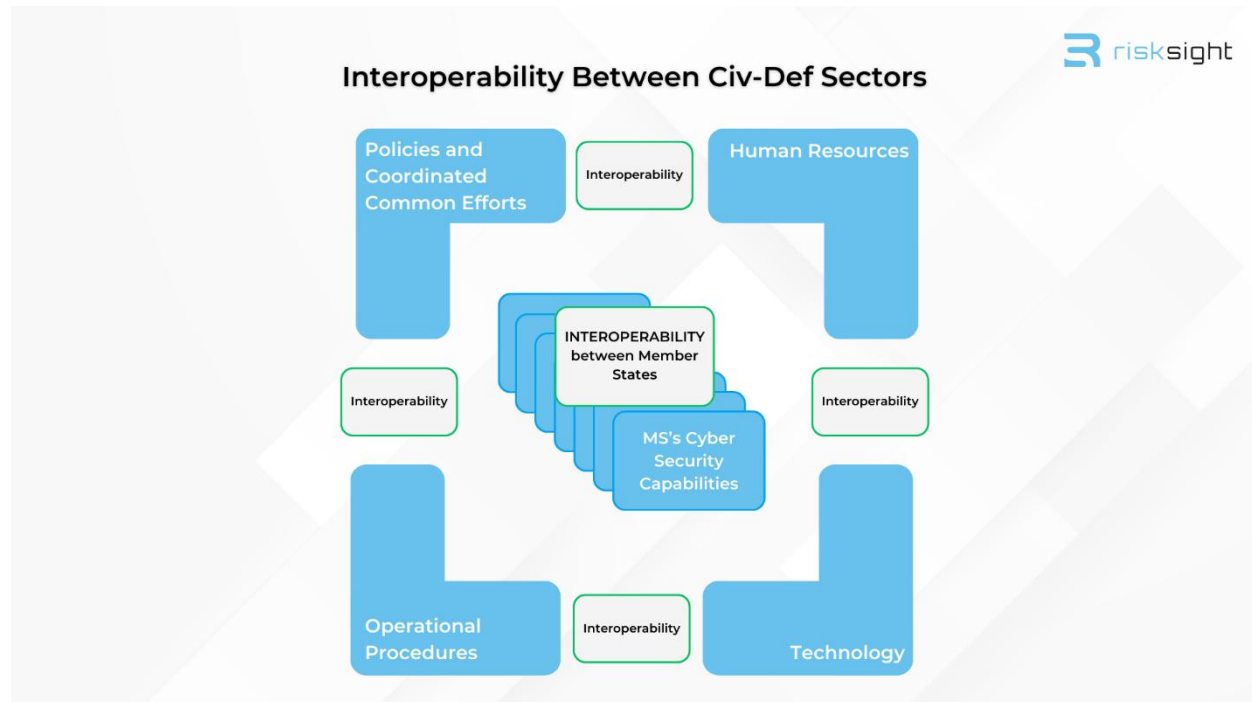 risksight
Interoperability Between Civ-Def Sectors
Policies and
Coordinated
Common Efforts
Interoperability
Human Resources
INTEROPERABILITY
between Member
States
Interoperability
Interoperability
MS's Cyber
Security
Capabilities
Operational
Procedures
Interoperability
Technology